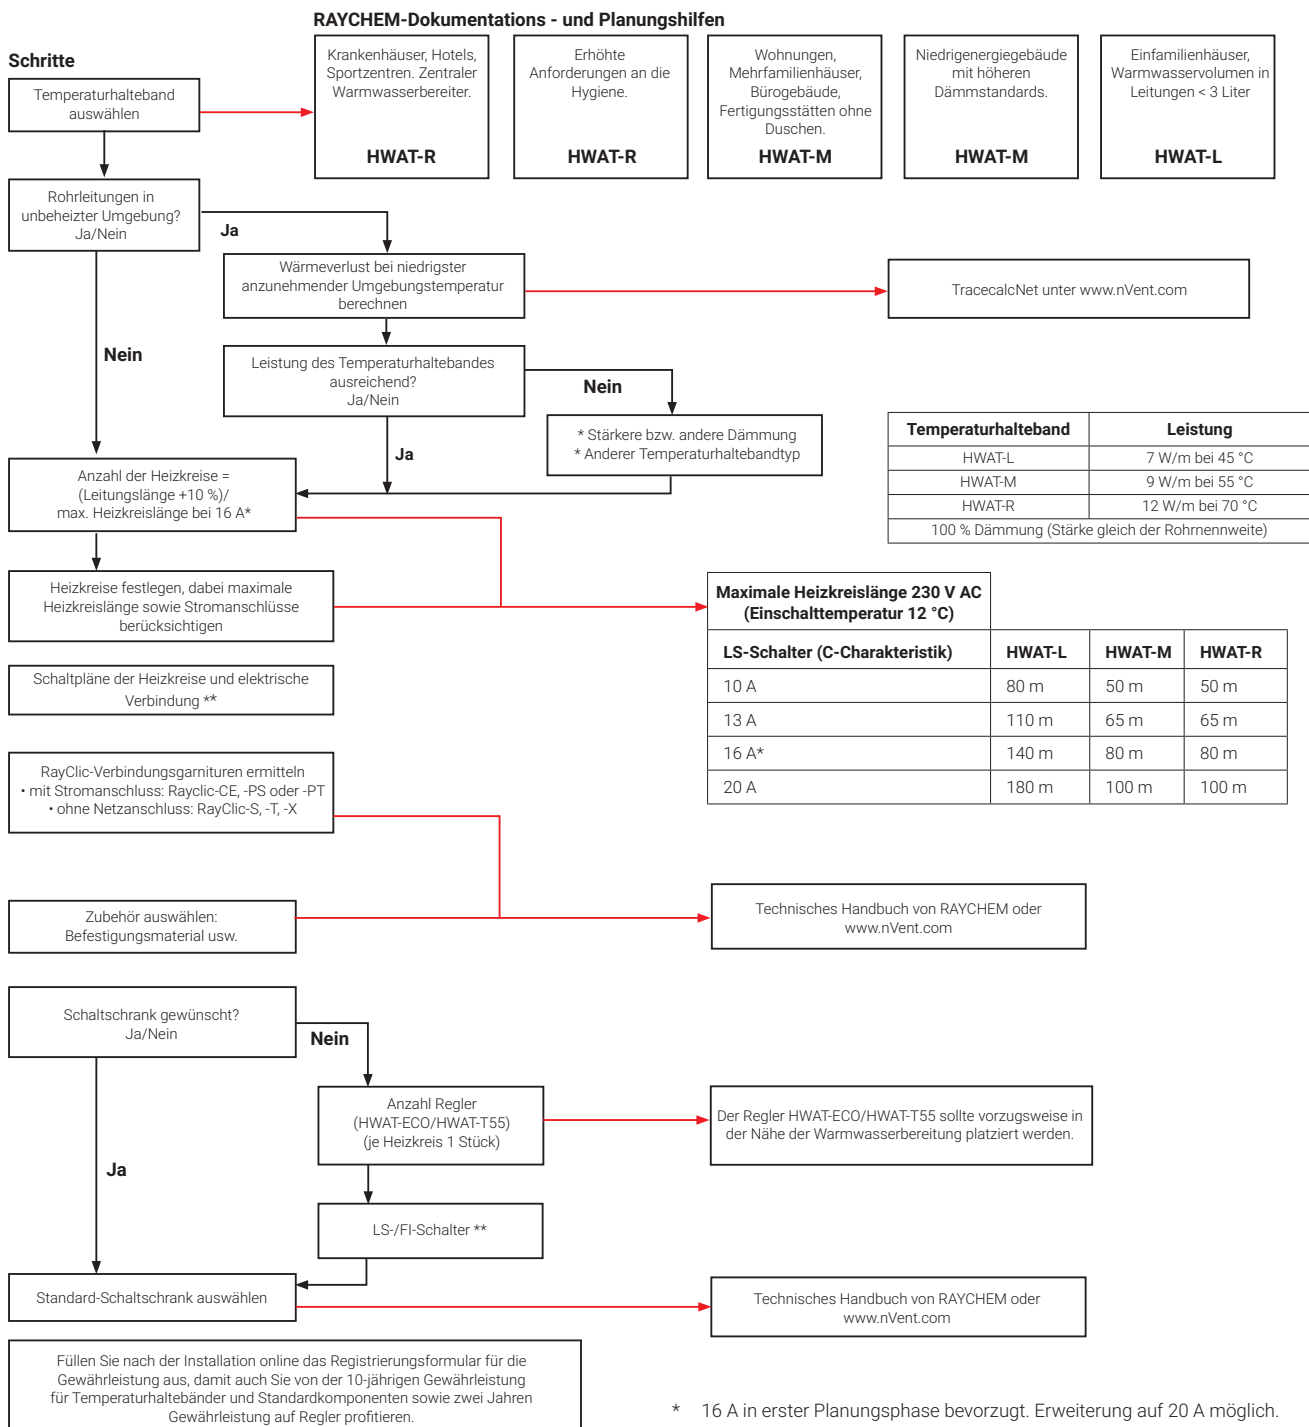 RAYCHEM-Dokumentations - und Planungshilfen
Schritte
Temperaturhalteband
auswählen
Krankenhäuser, Hotels,
Sportzentren. Zentraler
Warmwasserbereiter.
HWAT-R
Erhöhte
Anforderungen an die
Hygiene.
HWAT-R
Wohnungen,
Mehrfamilienhäuser,
Bürogebäude,
Fertigungsstätten ohne
Duschen.
HWAT-M
Niedrigenergiegebäude
mit höheren
Dämmstandards.
HWAT-M
Einfamilienhäuser,
Warmwasservolumen in
Leitungen < 3 Liter
HWAT-L
Rohrleitungen in
unbeheizter Umgebung?
Ja/Nein
Ja
Wärmeverlust bei niedrigster
anzunehmender Umgebungstemperatur
berechnen
TracecalcNet unter www.nVent.com
Nein
Leistung des Temperaturhaltebandes
ausreichend?
Ja/Nein
Nein
* Stärkere bzw. andere Dämmung
* Anderer Temperaturhaltebandtyp
Ja
Temperaturhalteband Leistung
HWAT-L 7 W/m bei 45 °C
HWAT-M 9 W/m bei 55 °C
HWAT-R 12 W/m bei 70 °C
100 % Dämmung (Stärke gleich der Rohrnennweite)
Anzahl der Heizkreise =
(Leitungslänge +10 %)/
max. Heizkreislänge bei 16 A*
Heizkreise festlegen, dabei maximale
Heizkreislänge sowie Stromanschlüsse
berücksichtigen
Maximale Heizkreislänge 230 V AC
(Einschalttemperatur 12 °C)
LS-Schalter (C-Charakteristik) HWAT-L HWAT-M HWAT-R
10 A 80 m 50 m 50 m
13 A 110 m 65 m 65 m
16 A* 140 m 80 m 80 m
20 A 180 m 100 m 100 m
Schaltpläne der Heizkreise und elektrische
Verbindung **
RayClic-Verbindungsgarnituren ermitteln
• mit Stromanschluss: Rayclic-CE, -PS oder -PT
• ohne Netzanschluss: RayClic-S, -T, -X
Zubehör auswählen:
Befestigungsmaterial usw.
Technisches Handbuch von RAYCHEM oder
www.nVent.com
Schaltschrank gewünscht?
Ja/Nein
Nein
Anzahl Regler
(HWAT-ECO/HWAT-T55)
(je Heizkreis 1 Stück)
Der Regler HWAT-ECO/HWAT-T55 sollte vorzugsweise in
der Nähe der Warmwasserbereitung platziert werden.
Ja
LS-/FI-Schalter **
Standard-Schaltschrank auswählen
Technisches Handbuch von RAYCHEM oder
www.nVent.com
Füllen Sie nach der Installation online das Registrierungsformular für die
Gewährleistung aus, damit auch Sie von der 10-jährigen Gewährleistung
für Temperaturhaltebänder und Standardkomponenten sowie zwei Jahren
Gewährleistung auf Regler profitieren.
* 16 A in erster Planungsphase bevorzugt. Erweiterung auf 20 A möglich.